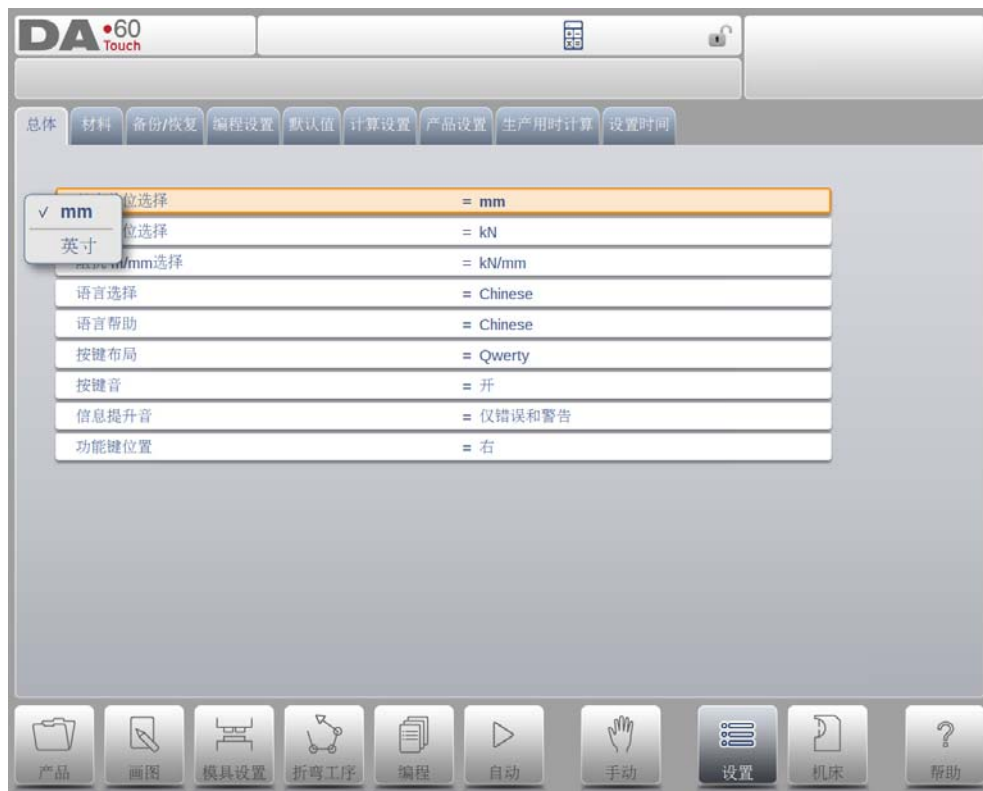 DA•60
Touch
总体 材料 备份/恢复 编程设置 默认值 计算设置 产品设置 生产用时计算 设置时间
位选择 = mm
✓ mm
位选择 = kN
英寸
/mm选择 = kN/mm
语言选择 = Chinese
语言帮助 = Chinese
按键布局 = Qwerty
按键音 = 开
信息提升音 = 仅错误和警告
功能键位置 = 右
产品 画图 模具设置 折弯工序 编程 自动 手动 设置 机床 帮助